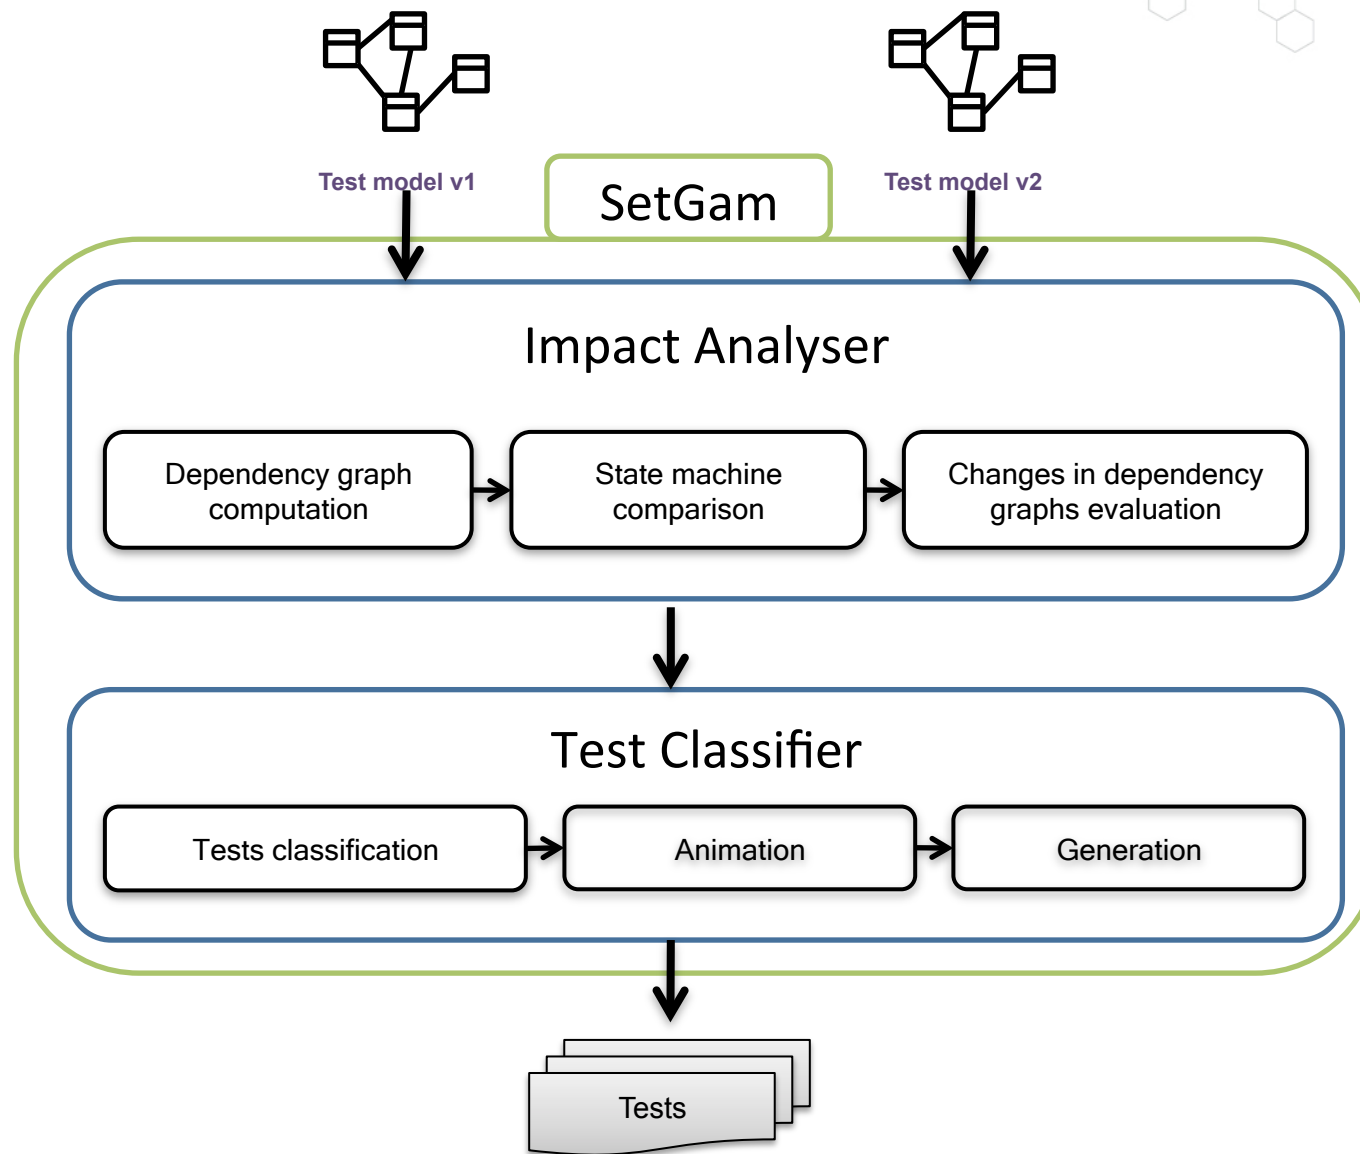 Test model v1
Test model v2
SetGam
Impact Analyser
Dependency graph
computation
State machine
comparison
Changes in dependency
graphs evaluation
Test Classifier
Tests classification
Animation
Generation
Tests